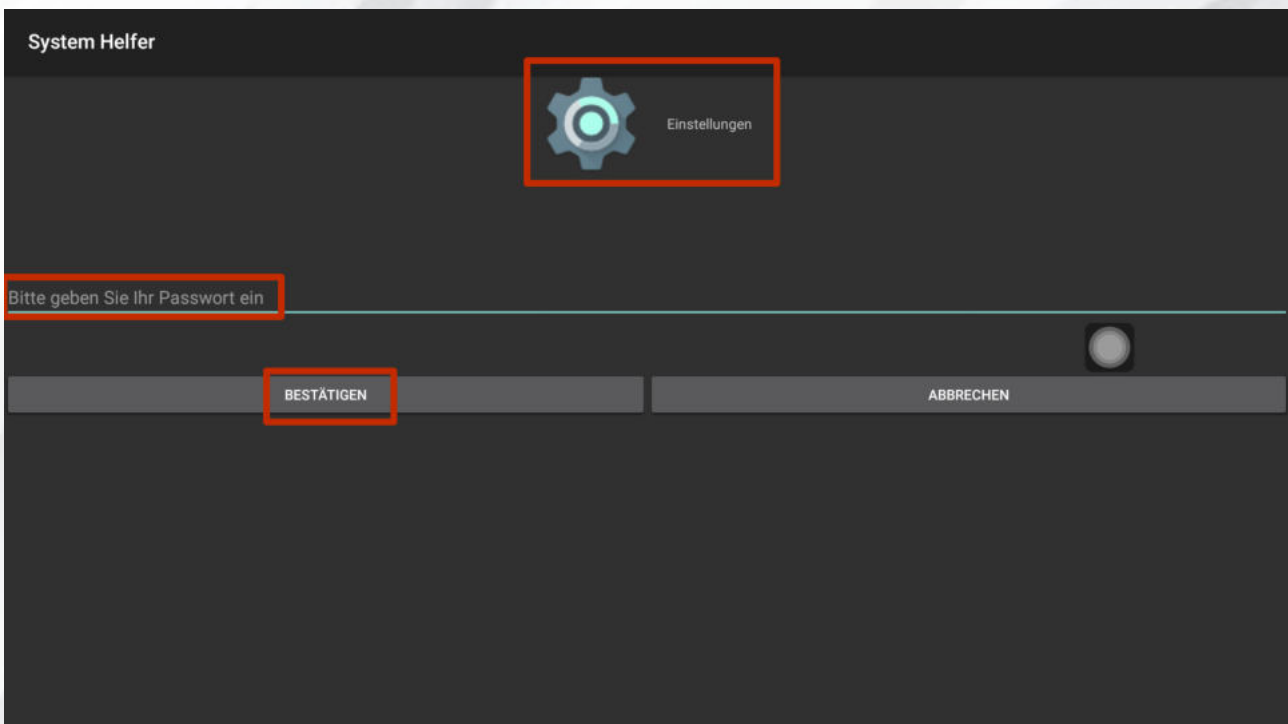 System Helfer
Einstellungen
Bitte geben Sie Ihr Passwort ein
BESTÄTIGEN
ABBRECHEN